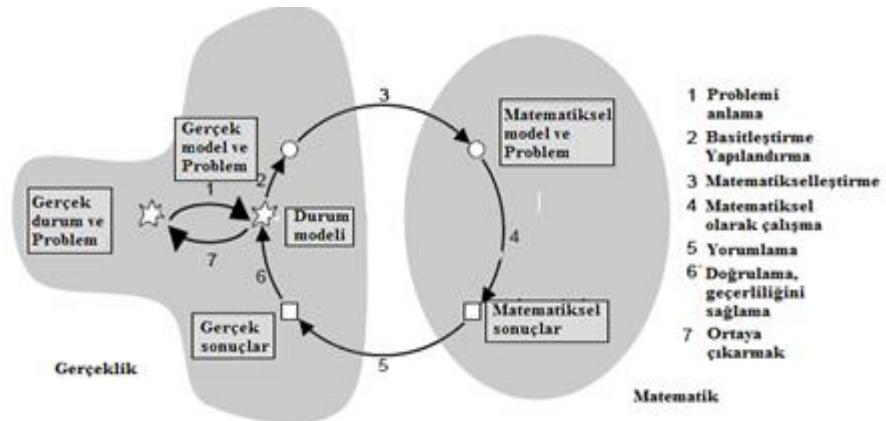 Gerçek
model ve
Problem
Gerçek
durum ve
Problem
Durum
modeli
Gerçek
sonuçlar
Gerçeklik
Matematiksel
model ve
Problem
Matematiksel
sonuçlar
Matematik
1
2
3
4
5
6
7
1 Problemi
anlama
2 Basitleştirme
Yapılandırma
3 Matematikselleştirme
4 Matematiksel
olarak çalışma
5 Yorumlama
6 Doğrulama,
geçerliliğini
sağlama
7 Ortaya
çıkarmak